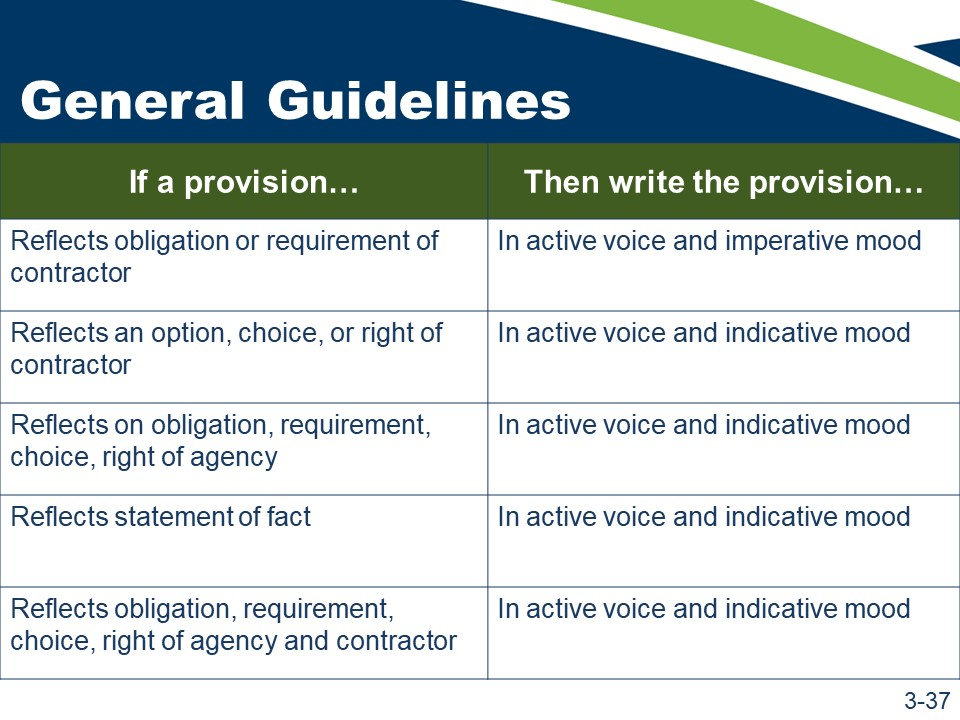 General Guidelines
If a provision…
Then write the provision…
Reflects obligation or requirement of
contractor
In active voice and imperative mood
Reflects an option, choice, or right of
contractor
In active voice and indicative mood
Reflects on obligation, requirement,
choice, right of agency
In active voice and indicative mood
Reflects statement of fact
In active voice and indicative mood
Reflects obligation, requirement,
choice, right of agency and contractor
In active voice and indicative mood
3-37